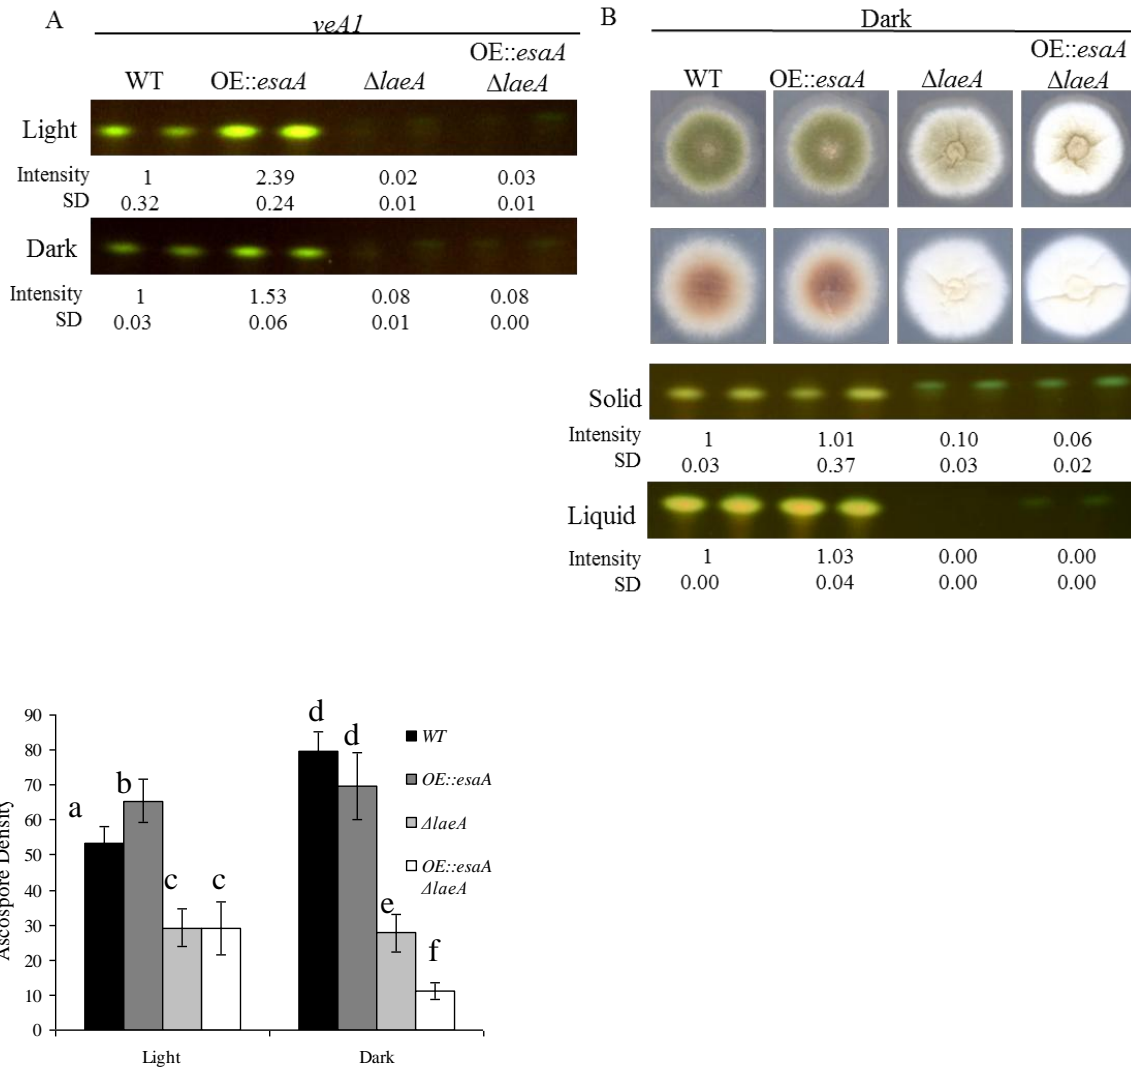 A
veA1
WT OE::esaA ΔlaeA OE::esaA
ΔlaeA
Light
Intensity 1 2.39 0.02 0.03
SD 0.32 0.24 0.01 0.01
Dark
Intensity 1 1.53 0.08 0.08
SD 0.03 0.06 0.01 0.00
B
Dark
WT OE::esaA ΔlaeA OE::esaA
ΔlaeA
Solid
Intensity 1 1.01 0.10 0.06
SD 0.03 0.37 0.03 0.02
Liquid
Intensity 1 1.03 0.00 0.00
SD 0.00 0.04 0.00 0.00
Ascospore Density
90
80
70
60
50
40
30
20
10
0
a b c c d d e f
WT
OE::esaA
ΔlaeA
OE::esaA
ΔlaeA
Light Dark